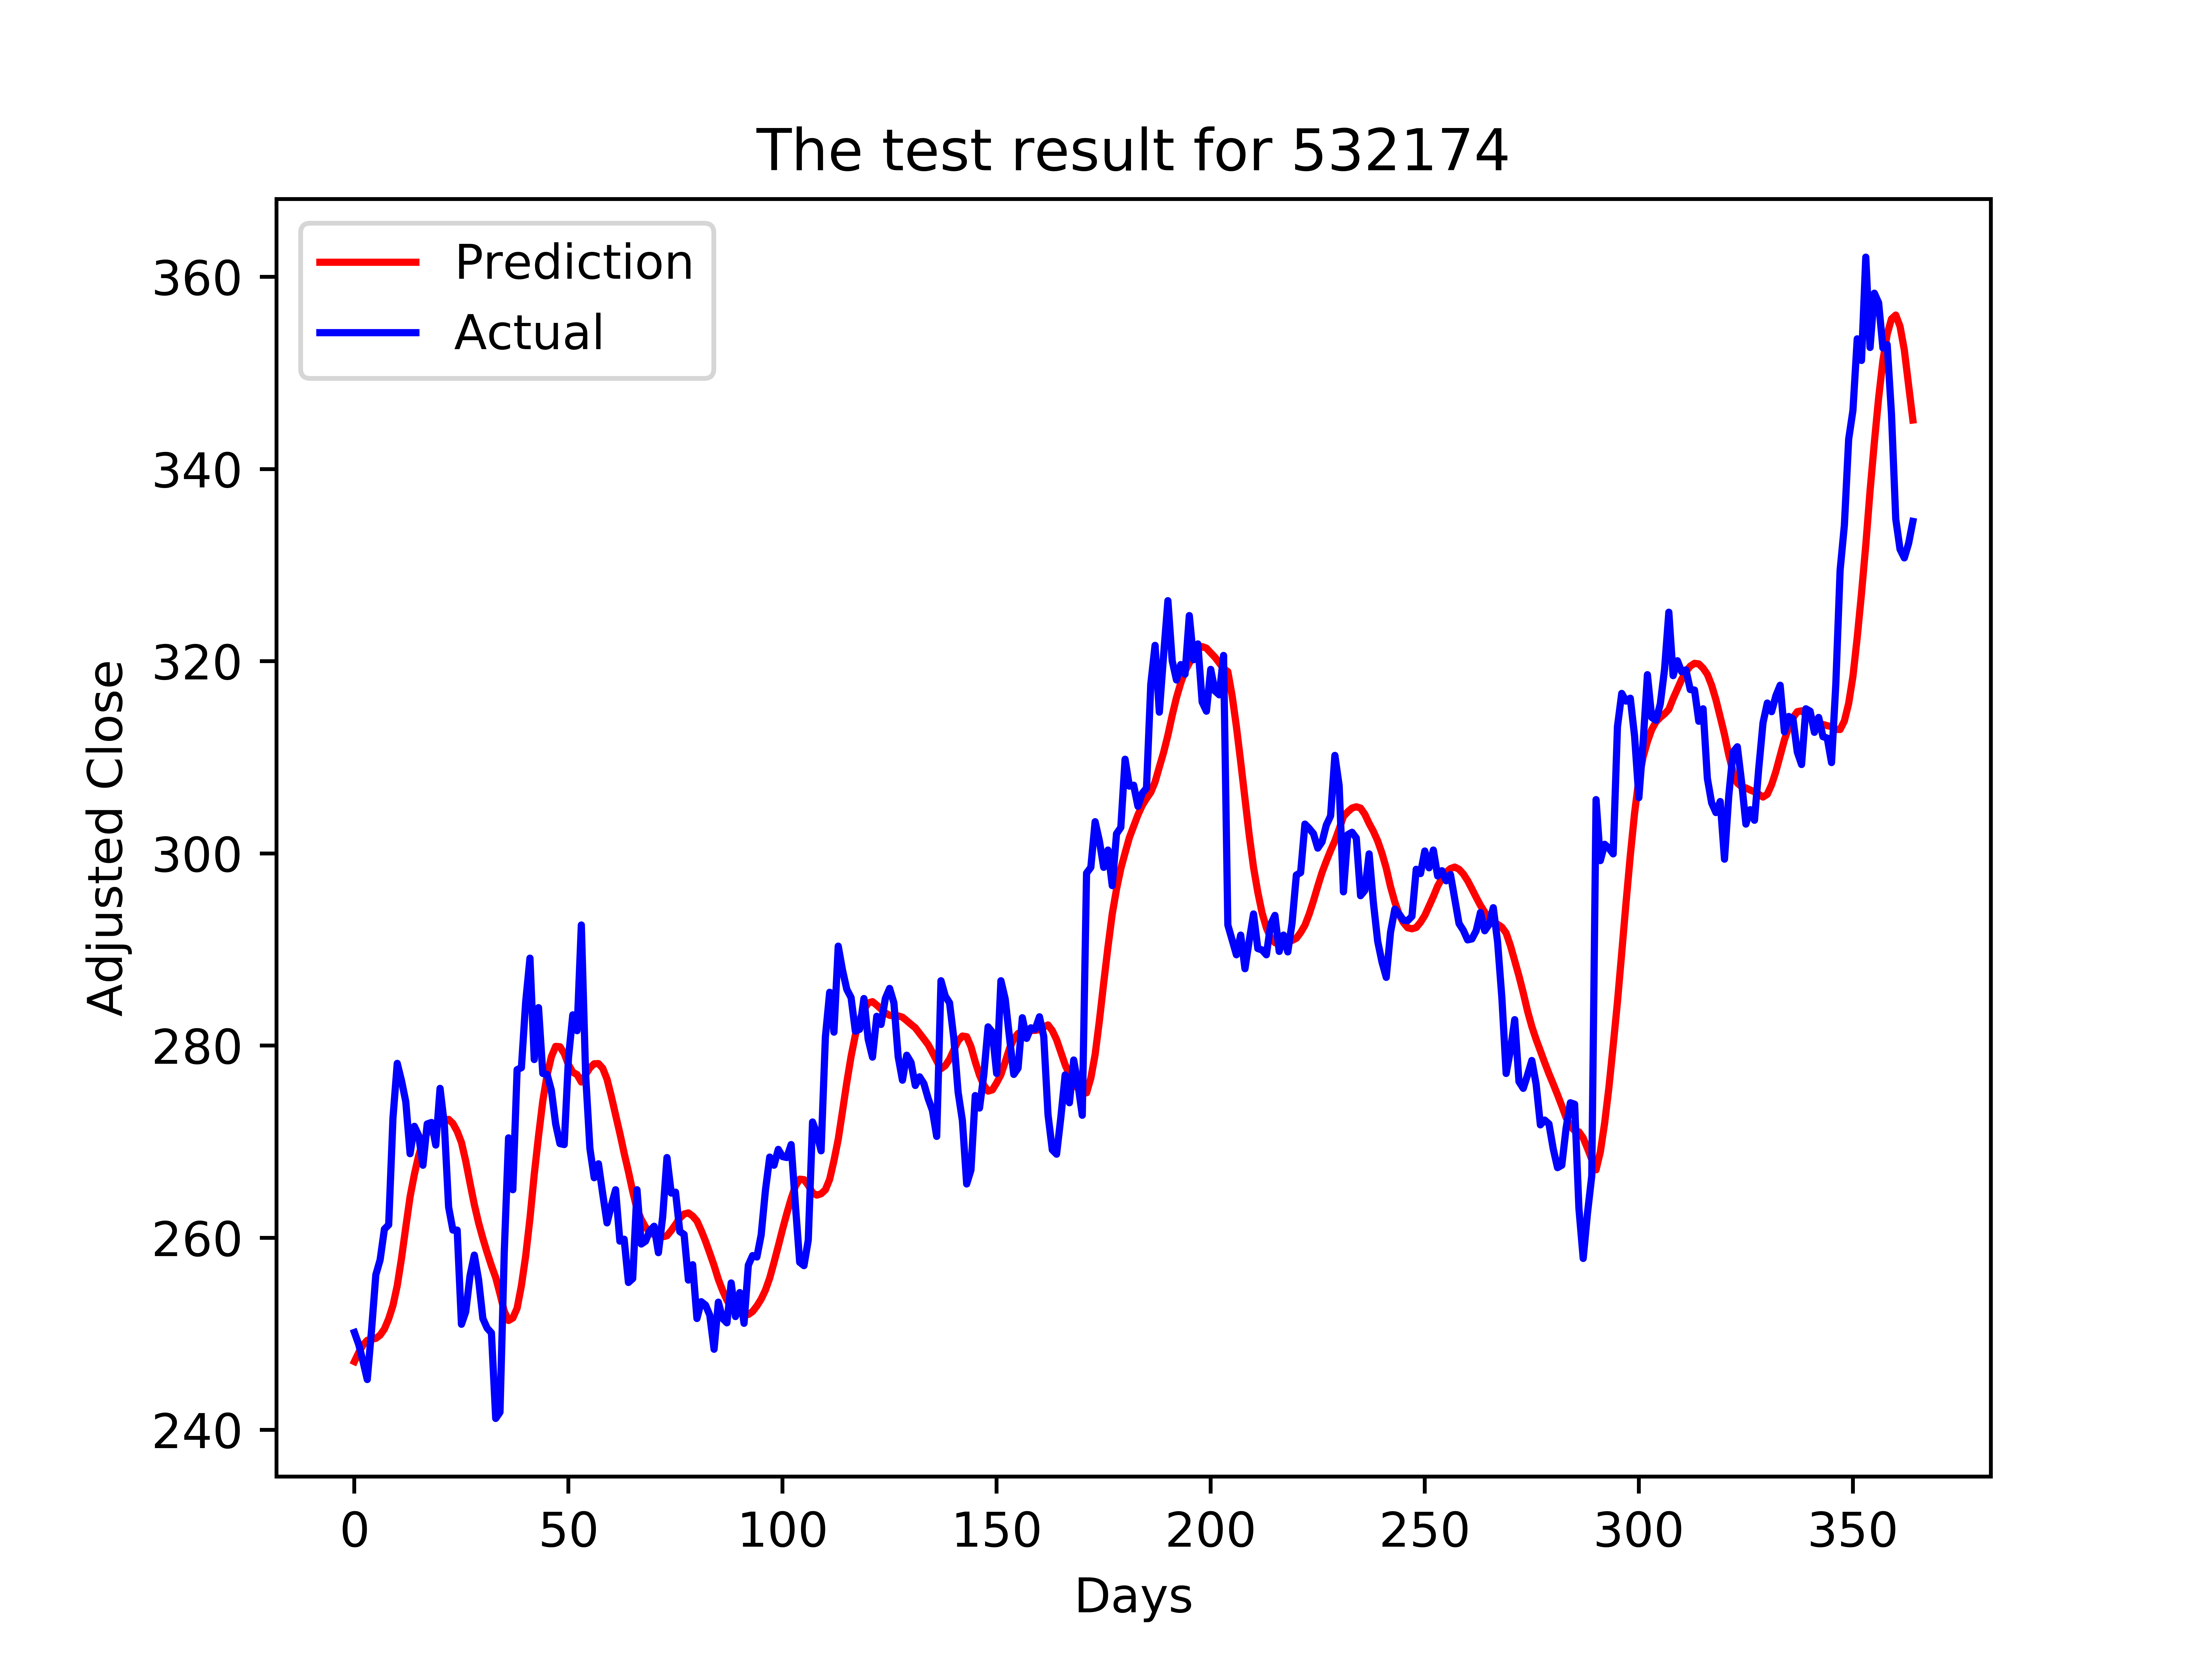 The test result for 532174
Prediction
Actual
360
340
320
300
280
260
240
Adjusted Close
0 50 100 150 200 250 300 350
Days